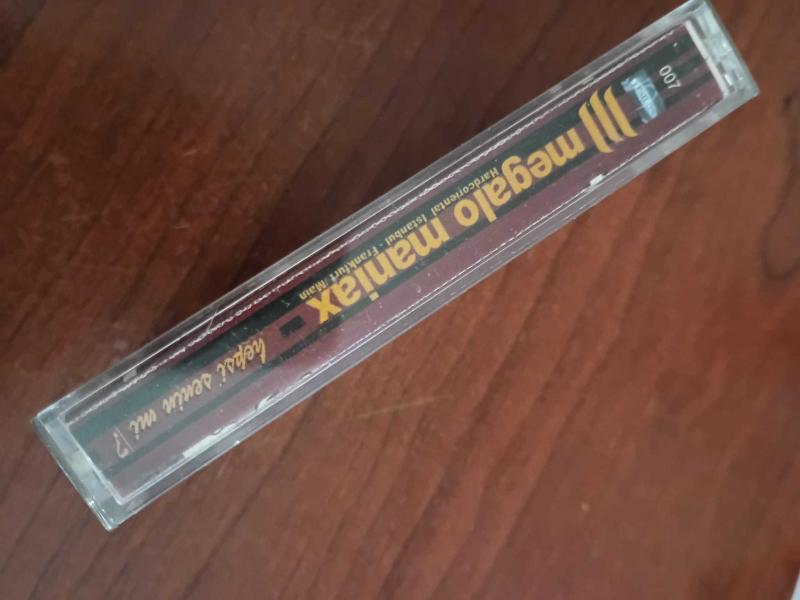 007
megalo maniax
Hardcoriental Istanbul - Frankfurt / Main
hepsi senin mi !?